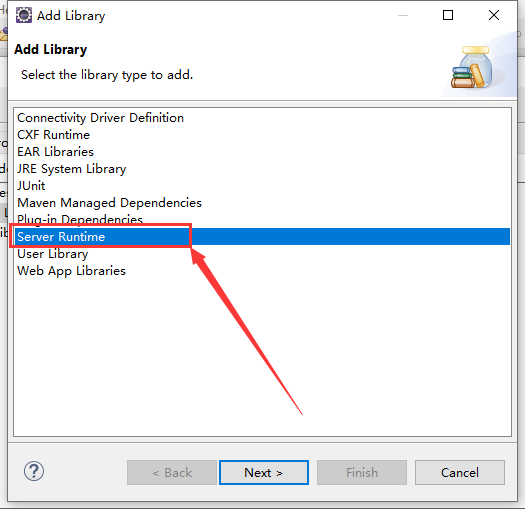 Add Library
Add Library
Select the library type to add.
Connectivity Driver Definition
CXF Runtime
EAR Libraries
JRE System Library
JUnit
Maven Managed Dependencies
Plug-in Dependencies
Server Runtime
User Library
Web App Libraries
?
< Back
Next >
Finish
Cancel